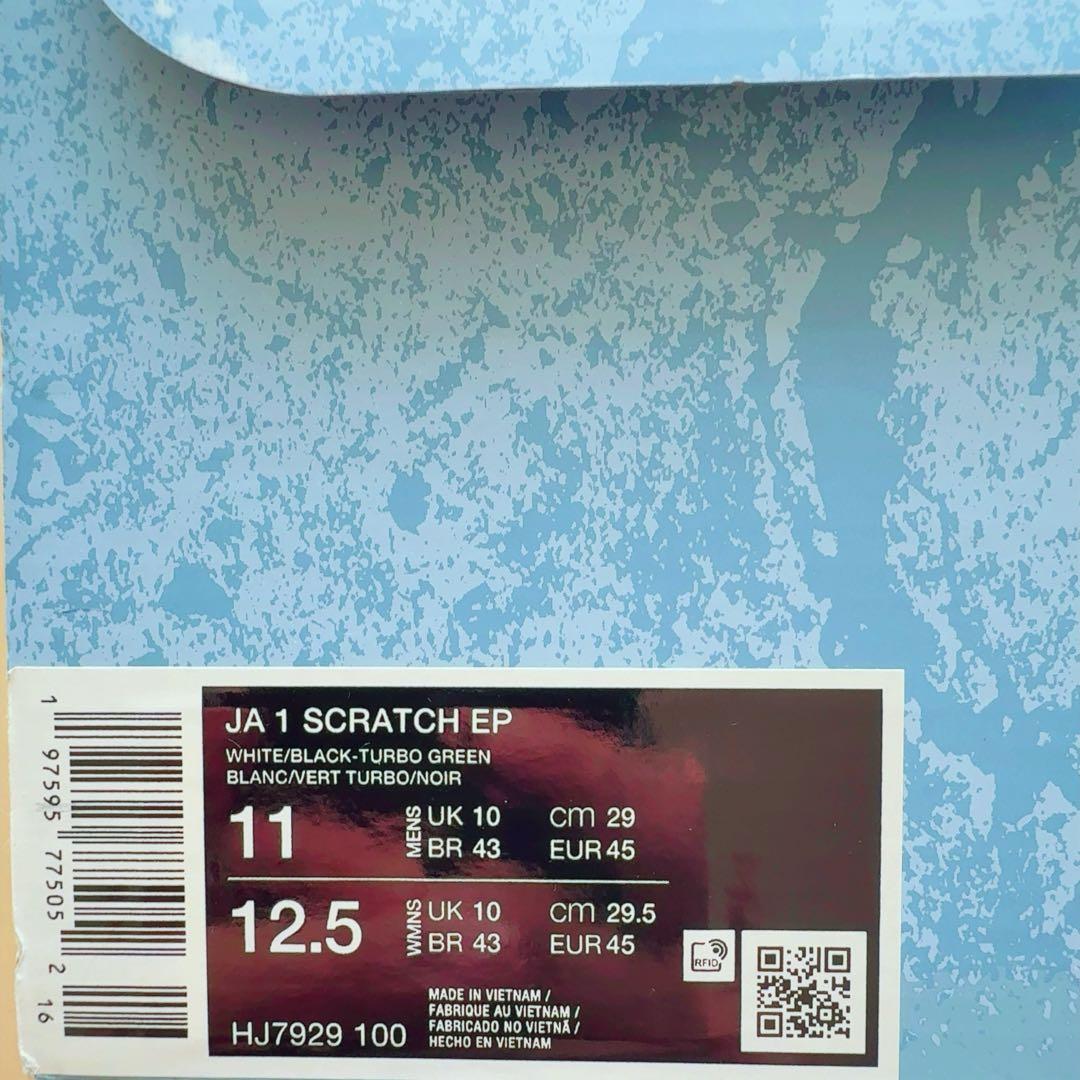 JA 1 SCRATCH EP
WHITE/BLACK-TURBO GREEN
BLANC/VERT TURBO/NOIR
11 MENS UK 10 CM 29
BR 43 EUR 45
12.5 WMNS UK 10 CM 29.5
BR 43 EUR 45
RFID
HJ7929 100
MADE IN VIETNAM /
FABRIQUE AU VIETNAM /
FABRICADO NO VIETNÃ /
HECHO EN VIETNAM
1 97595 77505 2 16